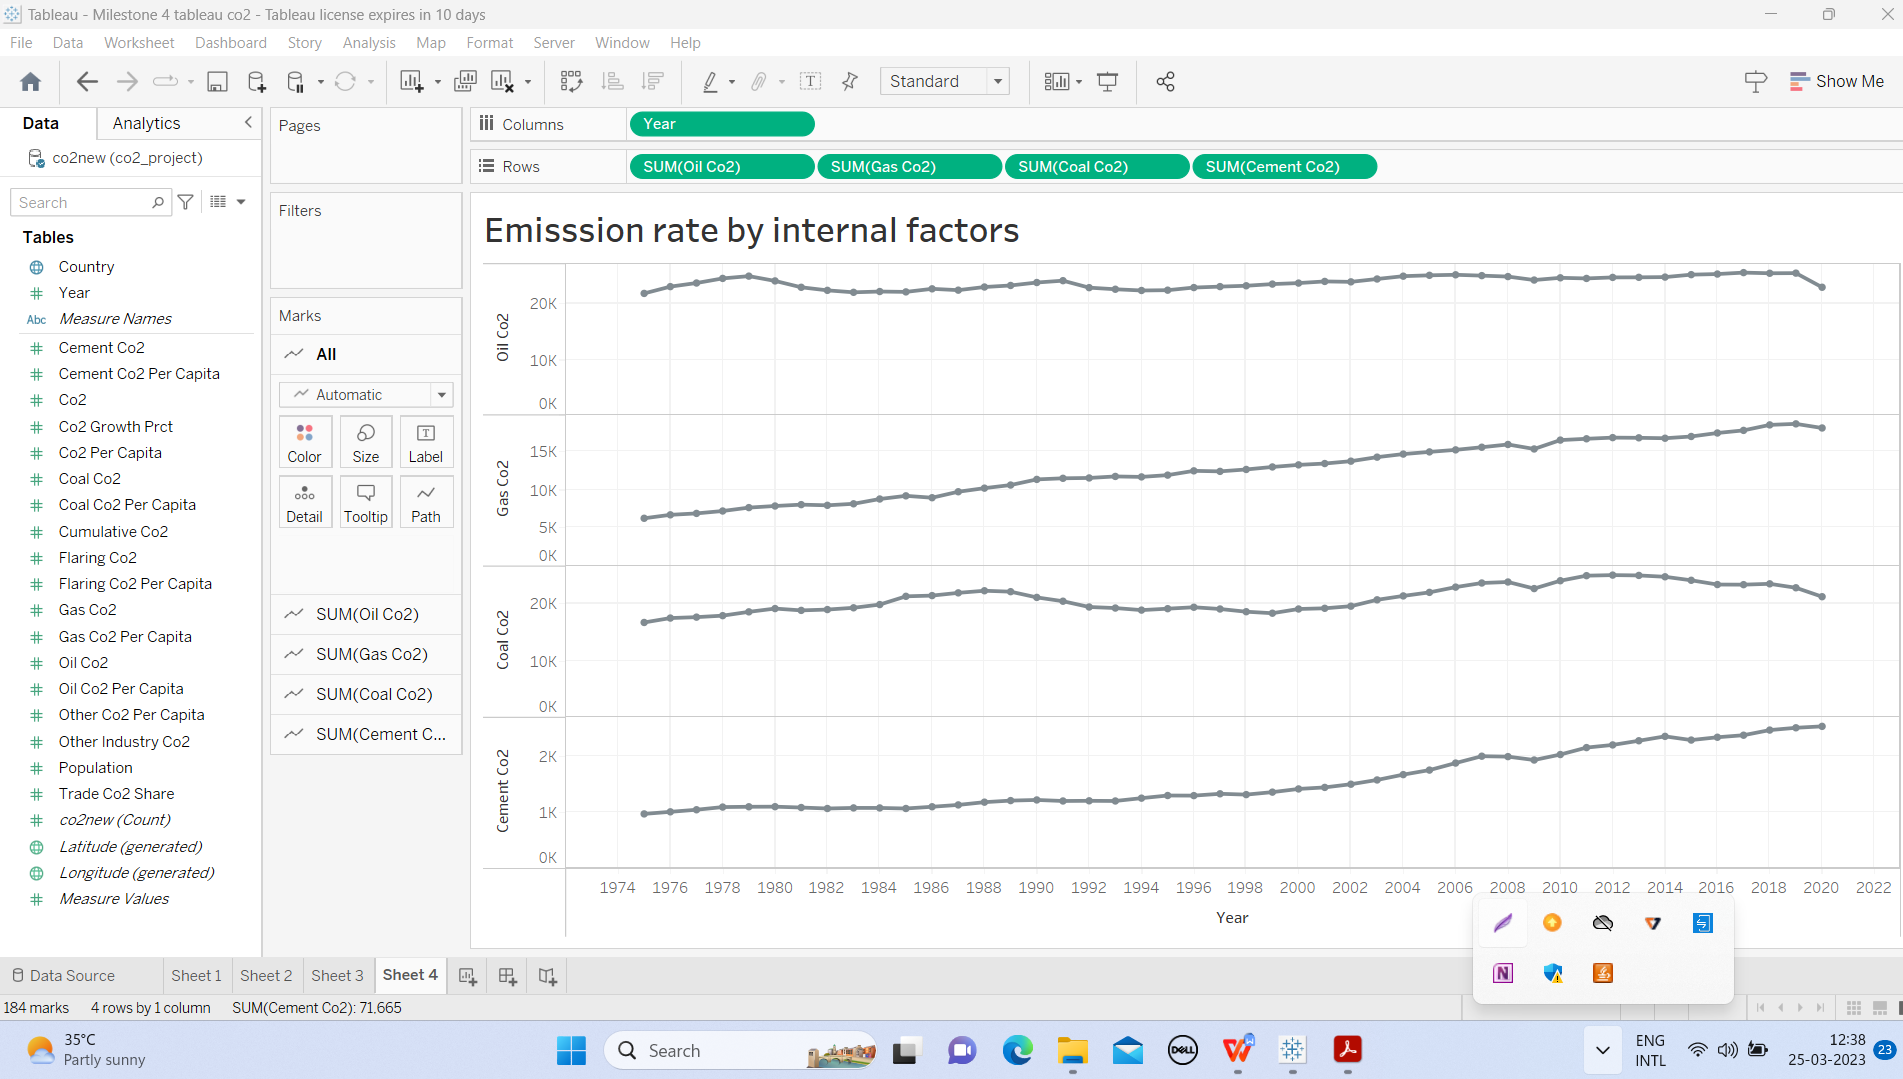 Tableau - Milestone 4 tableau co2 - Tableau license expires in 10 days
File Data Worksheet Dashboard Story Analysis Map Format Server Window Help
Standard
Show Me
Data Analytics
co2new (co2_project)
Search
Tables
Country
Year
Abc Measure Names
Cement Co2
Cement Co2 Per Capita
Co2
Co2 Growth Prct
Co2 Per Capita
Coal Co2
Coal Co2 Per Capita
Cumulative Co2
Flaring Co2
Flaring Co2 Per Capita
Gas Co2
Gas Co2 Per Capita
Oil Co2
Oil Co2 Per Capita
Other Co2 Per Capita
Other Industry Co2
Population
Trade Co2 Share
co2new (Count)
Latitude (generated)
Longitude (generated)
Measure Values
Pages
Filters
Marks
All
Automatic
Color Size Label
Detail Tooltip Path
SUM(Oil Co2)
SUM(Gas Co2)
SUM(Coal Co2)
SUM(Cement C...
Columns Year
Rows SUM(Oil Co2) SUM(Gas Co2) SUM(Coal Co2) SUM(Cement Co2)
Emisssion rate by internal factors
Oil Co2
20K
10K
0K
Gas Co2
15K
10K
5K
0K
Coal Co2
20K
10K
0K
Cement Co2
2K
1K
0K
1974 1976 1978 1980 1982 1984 1986 1988 1990 1992 1994 1996 1998 2000 2002 2004 2006 2008 2010 2012 2014 2016 2018 2020 2022
Year
Data Source Sheet 1 Sheet 2 Sheet 3 Sheet 4
184 marks 4 rows by 1 column SUM(Cement Co2): 71,665
35°C
Partly sunny
Search
DELL
ENG
INTL
12:38
25-03-2023
23